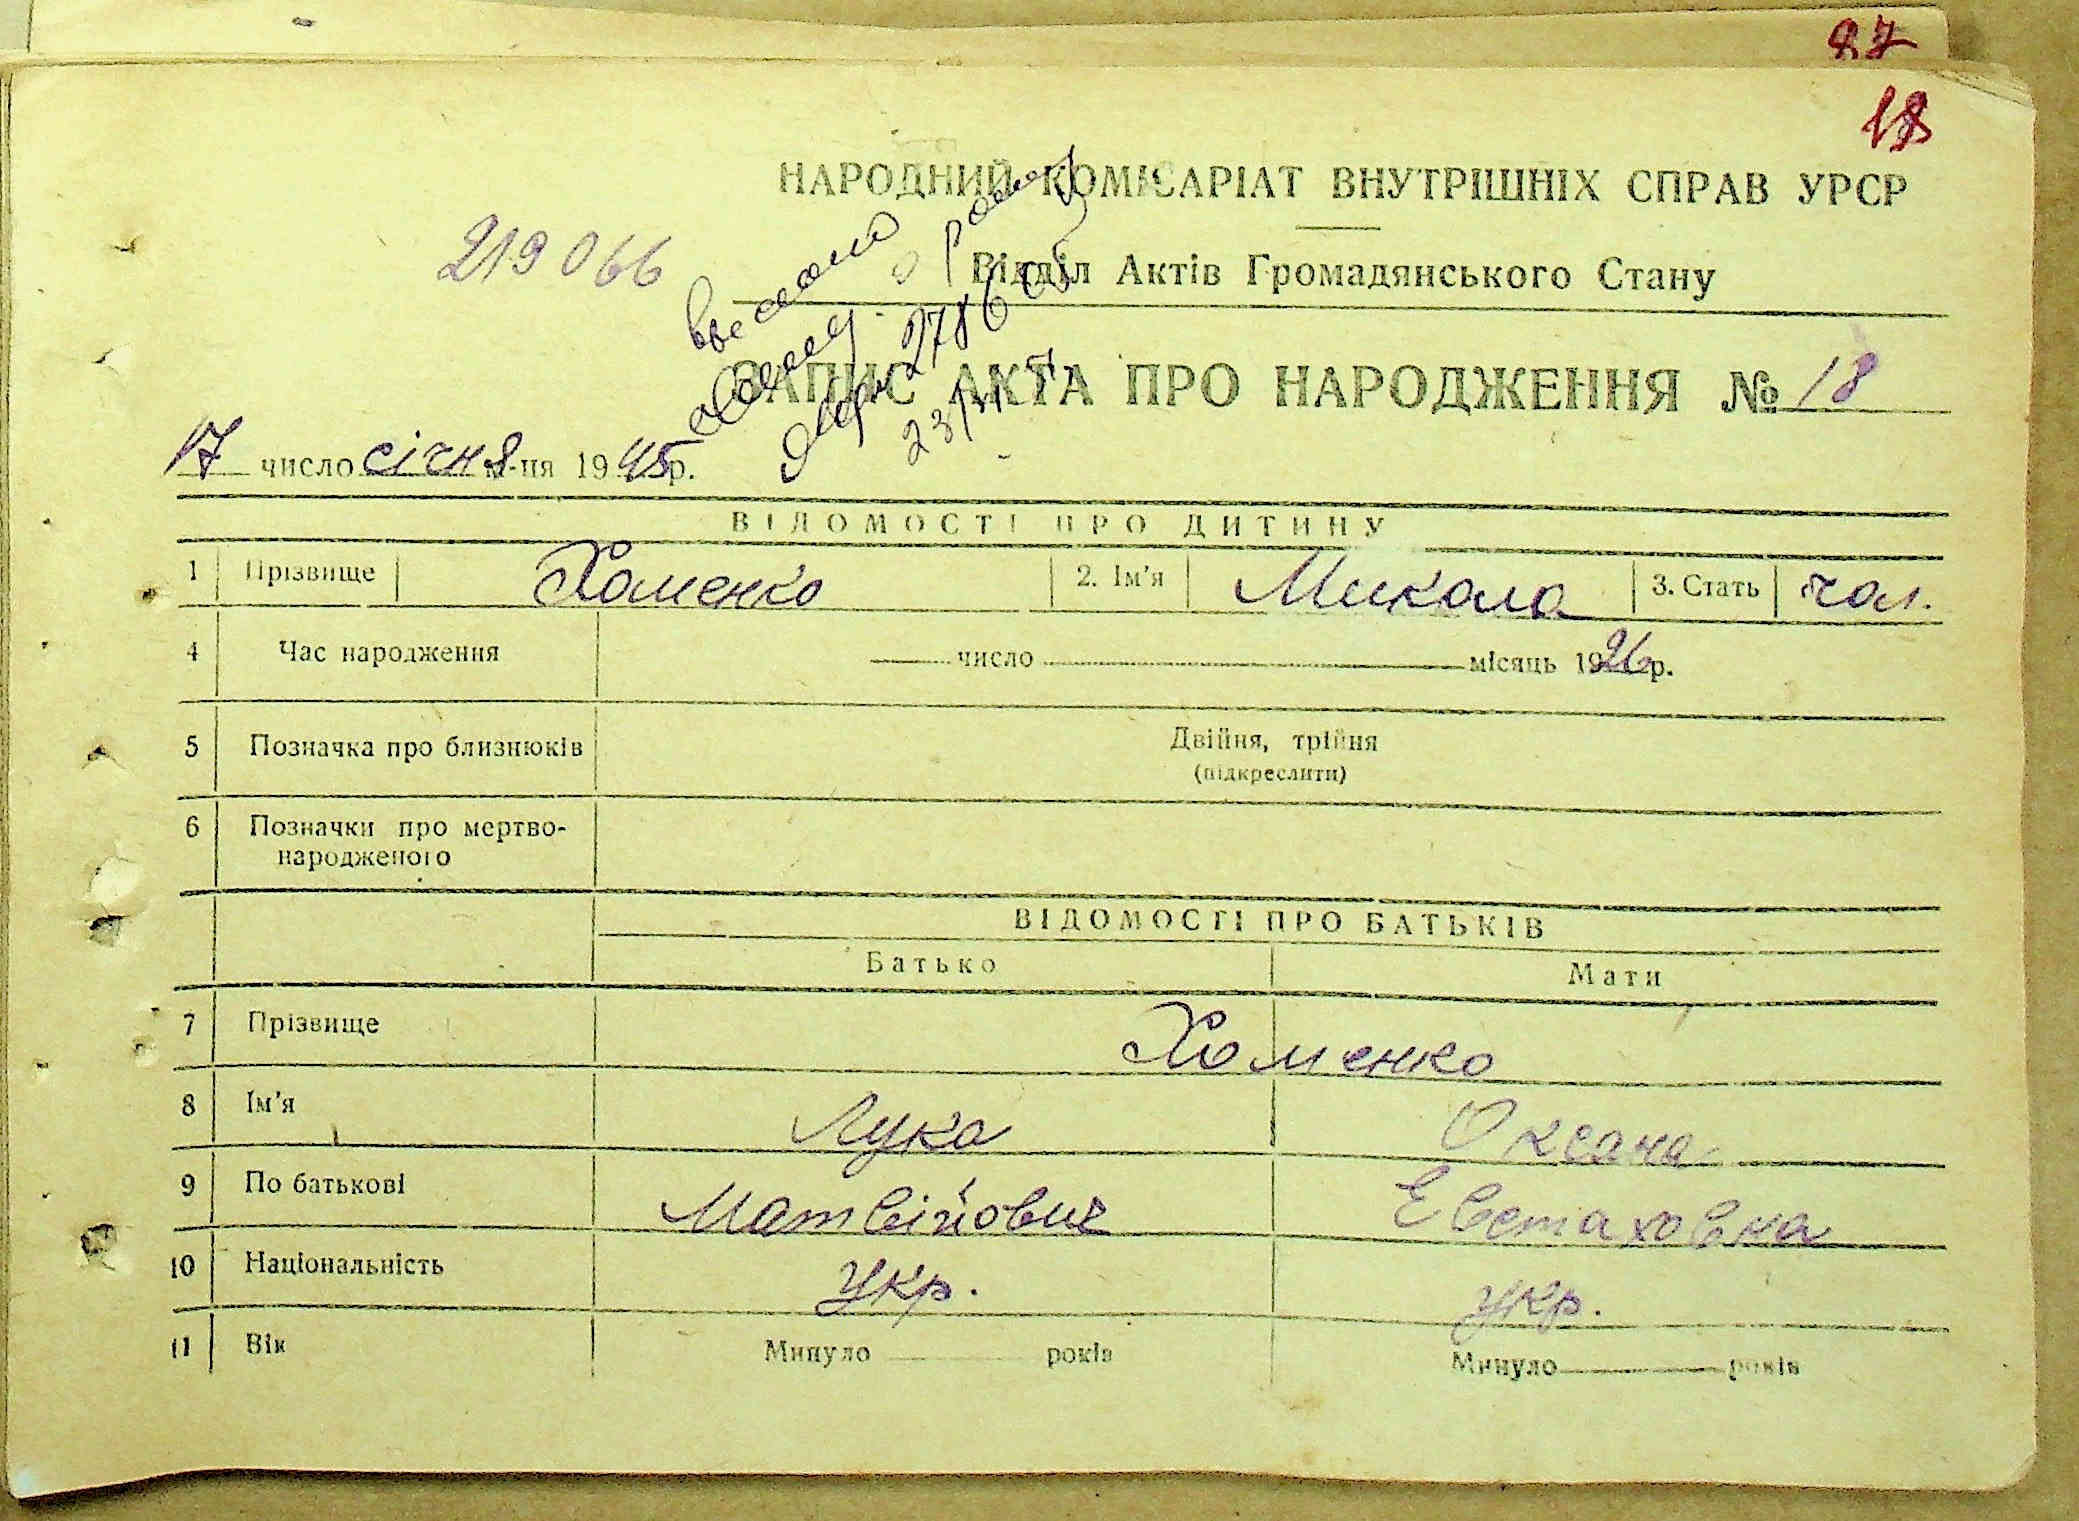 27
18
НАРОДНИЙ КОМІСАРІАТ ВНУТРІШНІХ СПРАВ УРСР
219066
Відділ Актів Громадянського Стану
ЗАПИС АКТА ПРО НАРОДЖЕННЯ № 18
17 число січня м-ця 1945 р.
ВІДОМОСТІ ПРО ДИТИНУ
1 Прізвище Хоменко 2. Ім'я Микола 3. Стать чол.
4 Час народження число місяць 1926 р.
5 Позначка про близнюків Двійня, трійня
(підкреслити)
6 Позначки про мертво-
народженого
ВІДОМОСТІ ПРО БАТЬКІВ
Батько Мати
7 Прізвище Хоменко
8 Ім'я Лука Оксана
9 По батькові Матвійович Евстаховна
10 Національність укр. укр.
11 Вік Минуло років Минуло років